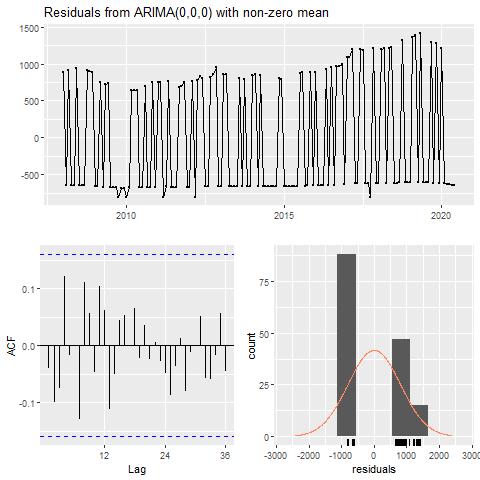 Residuals from ARIMA(0,0,0) with non-zero mean
1500
1000
500
0
-500
2010 2015 2020
ACF
0.1
0.0
-0.1
12 24 36
Lag
count
75
50
25
0
-3000 -2000 -1000 0 1000 2000 3000
residuals